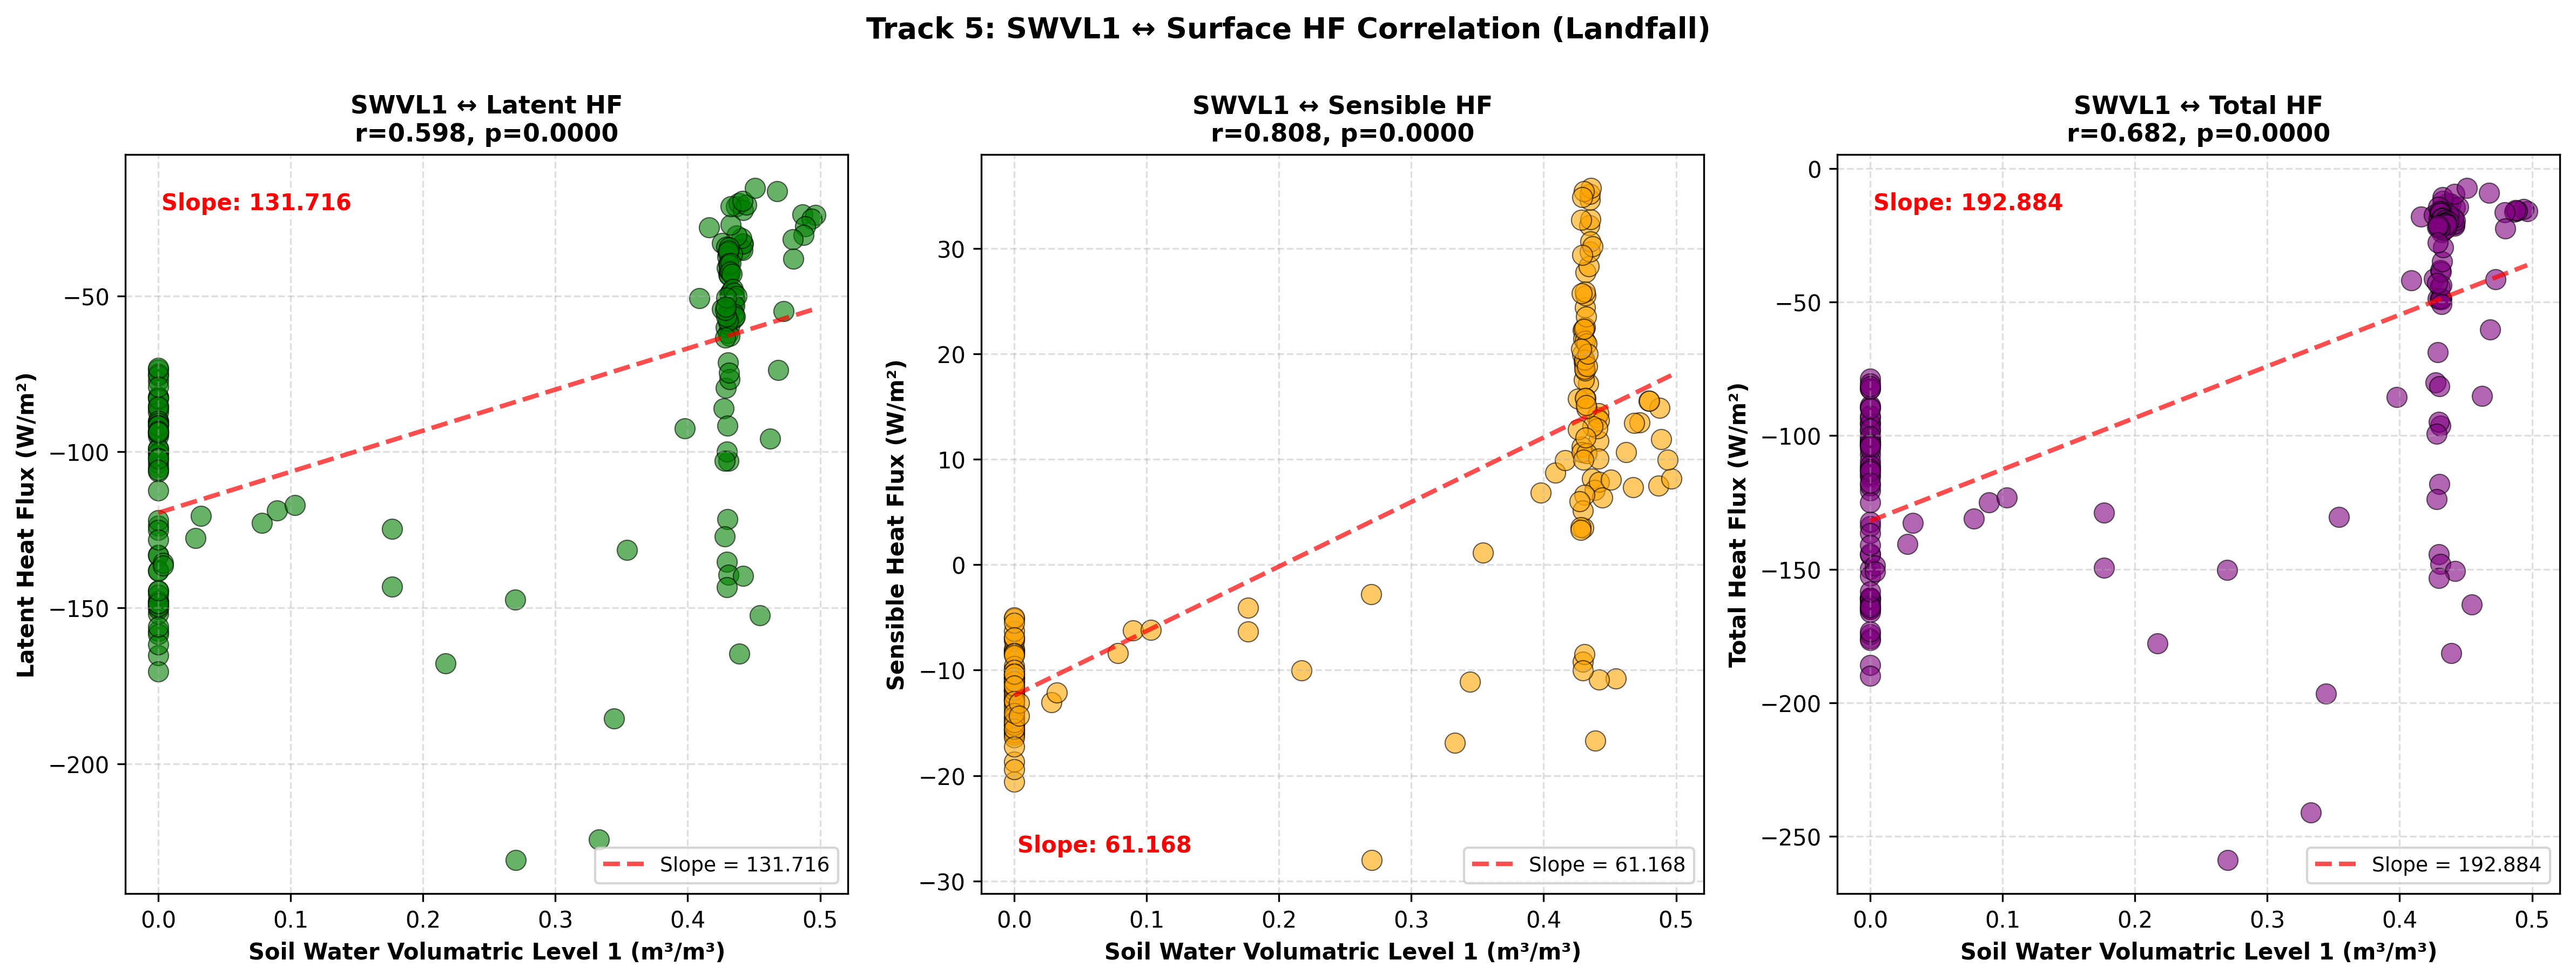 Track 5: SWVL1 ↔ Surface HF Correlation (Landfall)
SWVL1 ↔ Latent HF
r=0.598, p=0.0000
Slope: 131.716
Latent Heat Flux (W/m²)
−50
−100
−150
−200
0.0 0.1 0.2 0.3 0.4 0.5
Slope = 131.716
Soil Water Volumatric Level 1 (m³/m³)
SWVL1 ↔ Sensible HF
r=0.808, p=0.0000
Sensible Heat Flux (W/m²)
30
20
10
0
−10
−20
−30
Slope: 61.168
Slope = 61.168
0.0 0.1 0.2 0.3 0.4 0.5
Soil Water Volumatric Level 1 (m³/m³)
SWVL1 ↔ Total HF
r=0.682, p=0.0000
Slope: 192.884
Total Heat Flux (W/m²)
0
−50
−100
−150
−200
−250
Slope = 192.884
0.0 0.1 0.2 0.3 0.4 0.5
Soil Water Volumatric Level 1 (m³/m³)